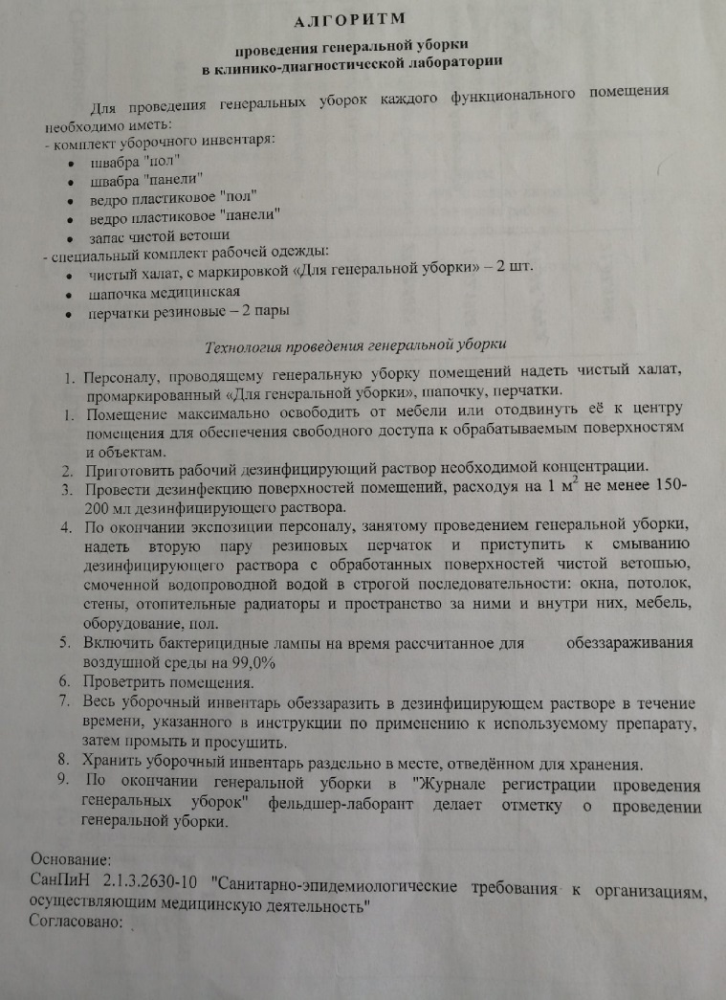 АЛГОРИТМ
проведения генеральной уборки
в клинико-диагностической лаборатории
Для проведения генеральных уборок каждого функционального помещения
необходимо иметь:
- комплект уборочного инвентаря:
• швабра "пол"
• швабра "панели"
• ведро пластиковое "пол"
• ведро пластиковое "панели"
• запас чистой ветоши
- специальный комплект рабочей одежды:
• чистый халат, с маркировкой «Для генеральной уборки» – 2 шт.
• шапочка медицинская
• перчатки резиновые – 2 пары
Технология проведения генеральной уборки
1. Персоналу, проводящему генеральную уборку помещений надеть чистый халат,
промаркированный «Для генеральной уборки», шапочку, перчатки.
1. Помещение максимально освободить от мебели или отодвинуть её к центру
помещения для обеспечения свободного доступа к обрабатываемым поверхностям
и объектам.
2. Приготовить рабочий дезинфицирующий раствор необходимой концентрации.
3. Провести дезинфекцию поверхностей помещений, расходуя на 1 м² не менее 150-
200 мл дезинфицирующего раствора.
4. По окончании экспозиции персоналу, занятому проведением генеральной уборки,
надеть вторую пару резиновых перчаток и приступить к смыванию
дезинфицирующего раствора с обработанных поверхностей чистой ветошью,
смоченной водопроводной водой в строгой последовательности: окна, потолок,
стены, отопительные радиаторы и пространство за ними и внутри них, мебель,
оборудование, пол.
5. Включить бактерицидные лампы на время рассчитанное для обеззараживания
воздушной среды на 99,0%
6. Проветрить помещения.
7. Весь уборочный инвентарь обеззаразить в дезинфицирующем растворе в течение
времени, указанного в инструкции по применению к используемому препарату,
затем промыть и просушить.
8. Хранить уборочный инвентарь раздельно в месте, отведённом для хранения.
9. По окончании генеральной уборки в "Журнале регистрации проведения
генеральных уборок" фельдшер-лаборант делает отметку о проведении
генеральной уборки.
Основание:
СанПиН 2.1.3.2630-10 "Санитарно-эпидемиологические требования к организациям,
осуществляющим медицинскую деятельность"
Согласовано: